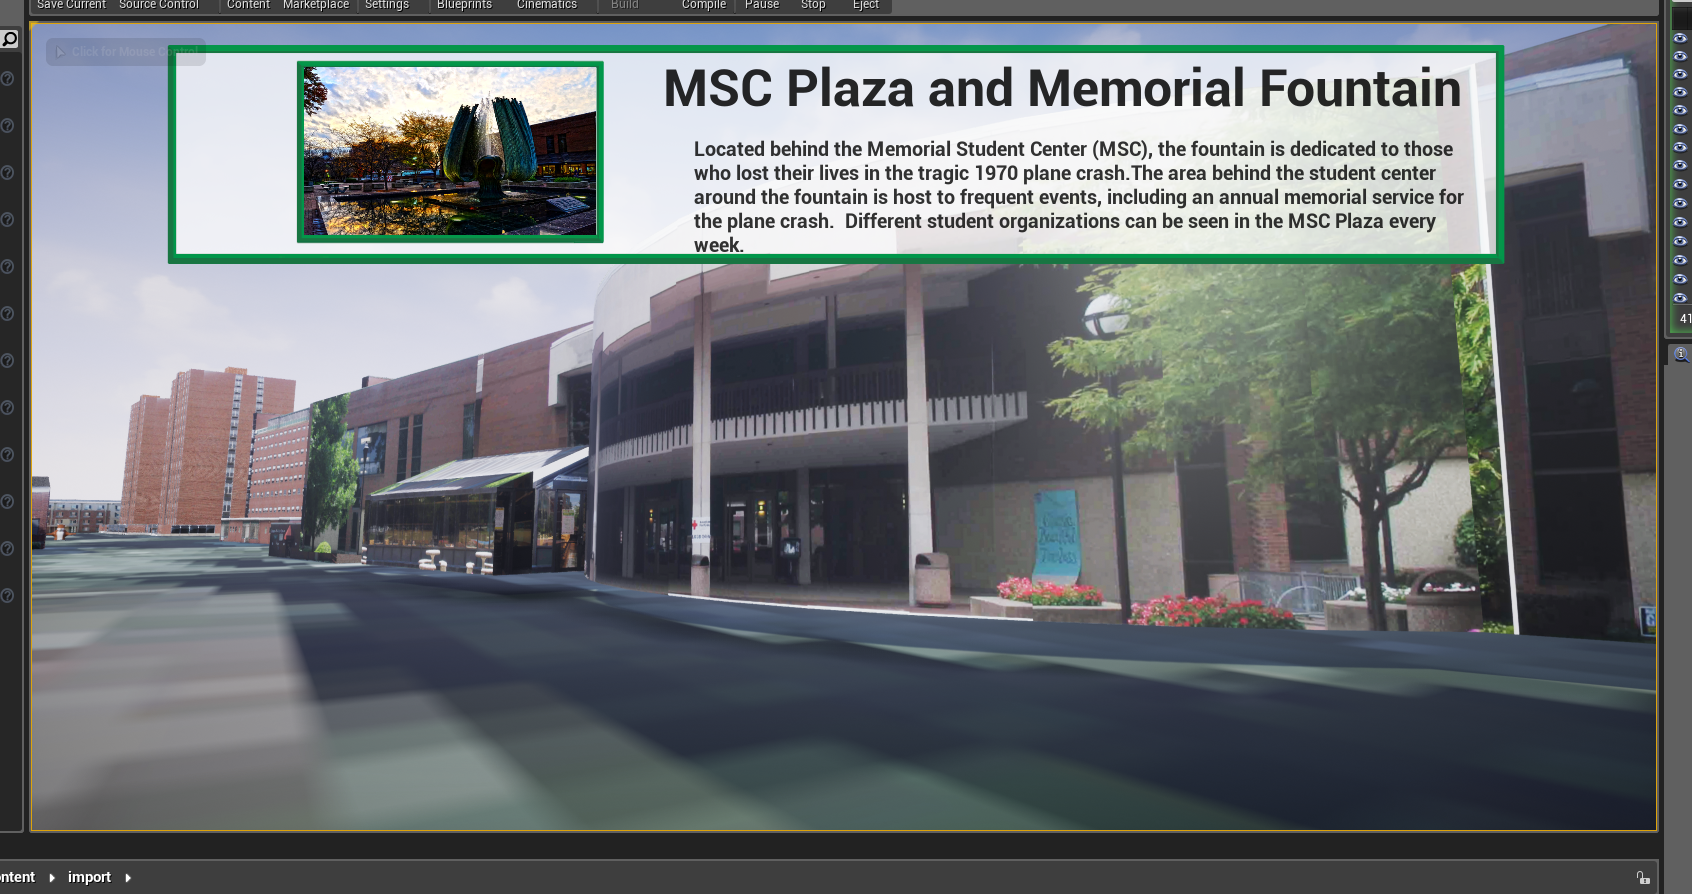 Save Current Source Control Content Marketplace Settings Blueprints Cinematics Build Compile Pause Stop Eject
Click for Mouse Control
MSC Plaza and Memorial Fountain
Located behind the Memorial Student Center (MSC), the fountain is dedicated to those
who lost their lives in the tragic 1970 plane crash.The area behind the student center
around the fountain is host to frequent events, including an annual memorial service for
the plane crash.  Different student organizations can be seen in the MSC Plaza every
week.
41
ntent import